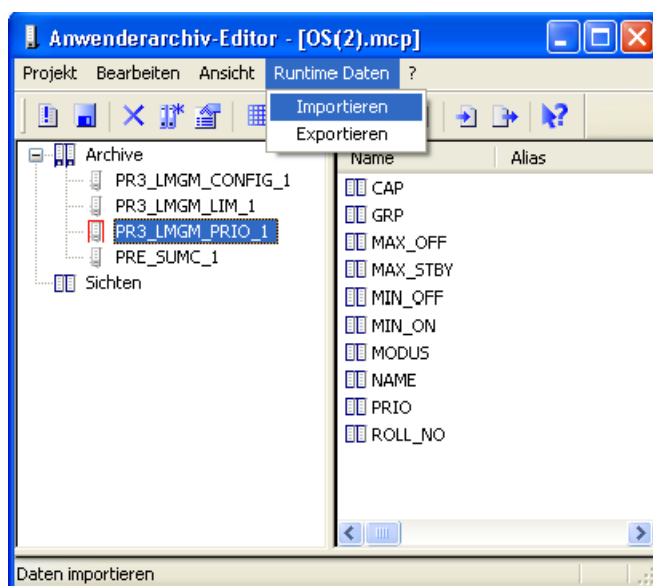 Anwenderarchiv-Editor - [OS(2).mcp]
Projekt Bearbeiten Ansicht Runtime Daten ?
Importieren
Exportieren
Archive
PR3_LMGM_CONFIG_1
PR3_LMGM_LIM_1
PR3_LMGM_PRIO_1
PRE_SUMC_1
Sichten
Name Alias
CAP
GRP
MAX_OFF
MAX_STBY
MIN_OFF
MIN_ON
MODUS
NAME
PRIO
ROLL_NO
Daten importieren